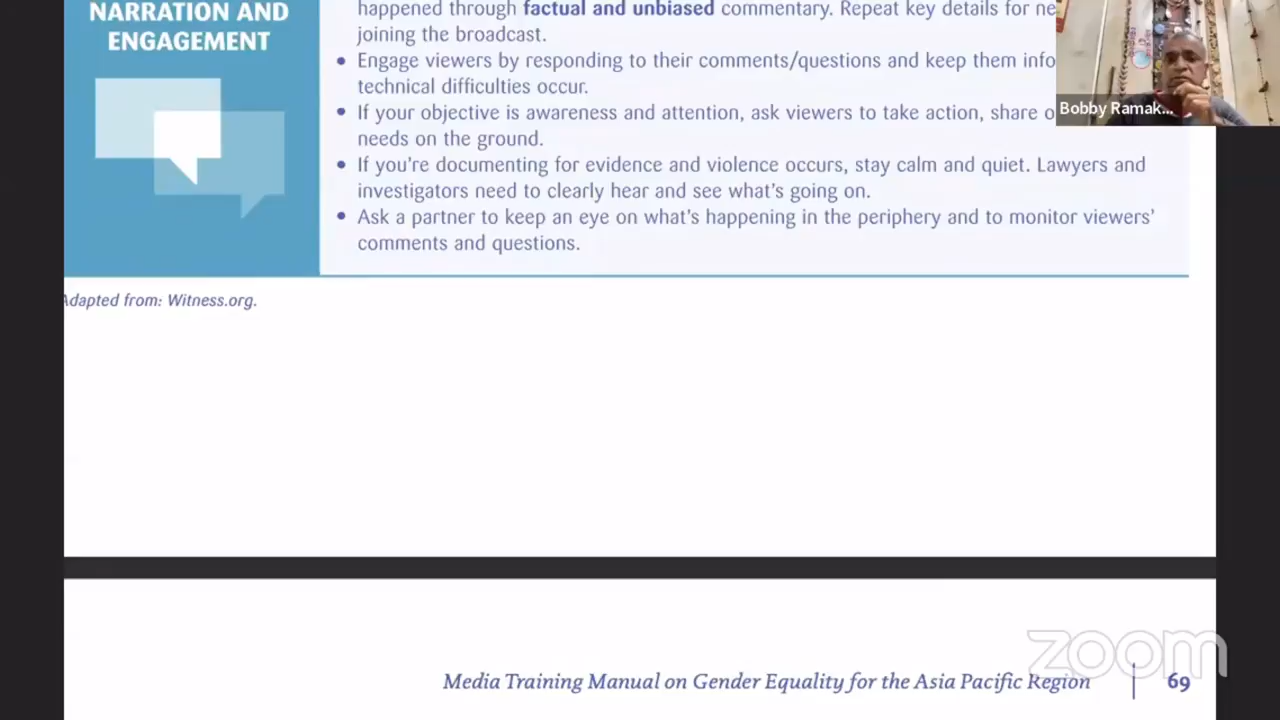 NARRATION AND
ENGAGEMENT
happened through factual and unbiased commentary. Repeat key details for
joining the broadcast.
• Engage viewers by responding to their comments/questions and keep them
technical difficulties occur.
• If your objective is awareness and attention, ask viewers to take action, share
needs on the ground.
• If you’re documenting for evidence and violence occurs, stay calm and quiet. Lawyers and
investigators need to clearly hear and see what’s going on.
• Ask a partner to keep an eye on what’s happening in the periphery and to monitor viewers’
comments and questions.
Adapted from: Witness.org.
Bobby Ramak...
zoom
Media Training Manual on Gender Equality for the Asia Pacific Region
69